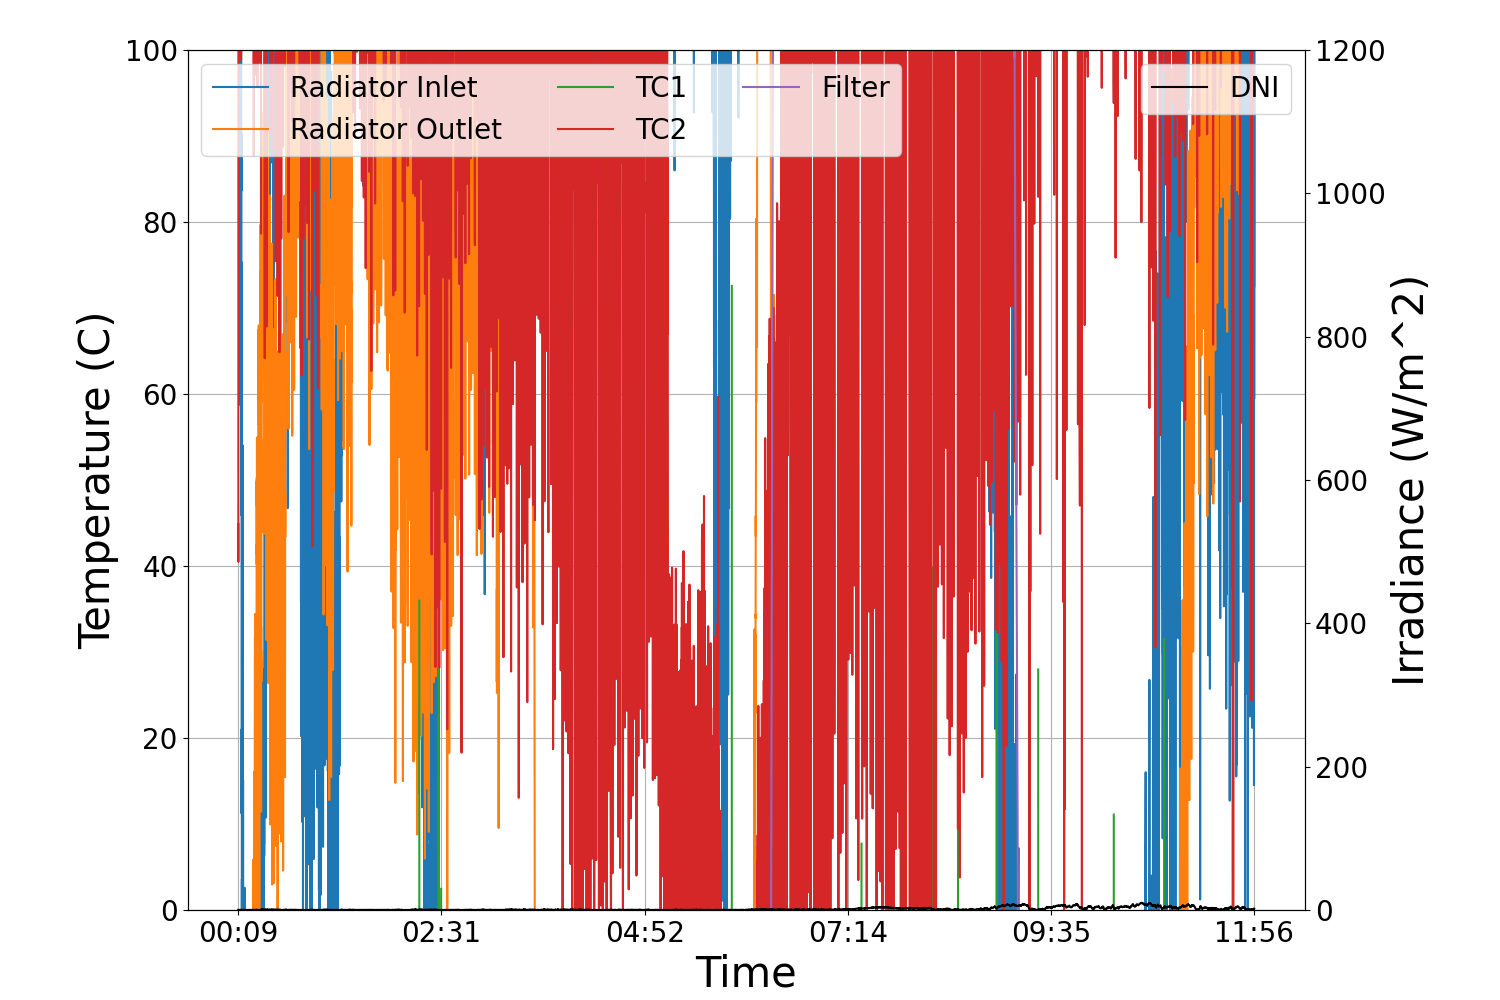 100
1200
Radiator Inlet
TC1
Filter
DNI
Radiator Outlet
TC2
1000
80
800
60
600
40
400
20
200
0
0
Temperature (C)
Irradiance (W/m^2)
00:09
02:31
04:52
07:14
09:35
11:56
Time